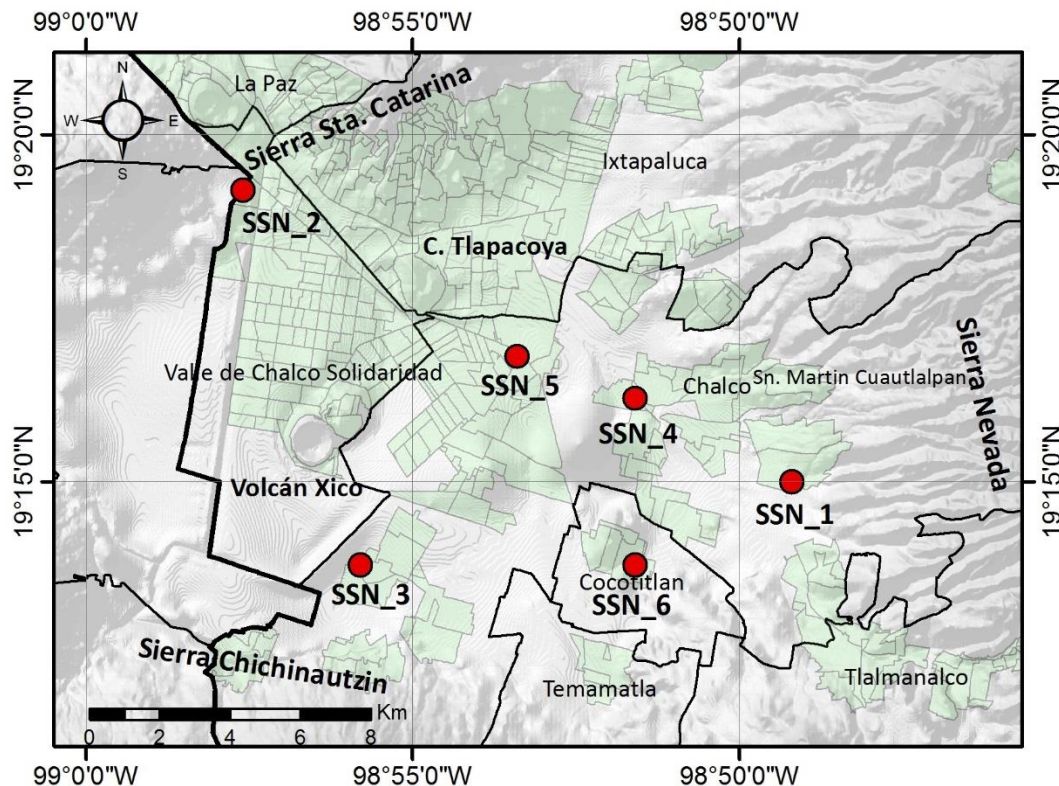 99°0'0"W 98°55'0"W 98°50'0"W
N
W E
S
La Paz
Sierra Sta. Catarina
19°20'0"N
19°20'0"N
Ixtapaluca
SSN_2
C. Tlapacoya
Sierra Nevada
Valle de Chalco Solidaridad
SSN_5
Chalco
Sn. Martin Cuautlalpan
SSN_4
19°15'0"N
19°15'0"N
Volcán Xico
SSN_1
SSN_3
Cocotitlan
SSN_6
Sierra Chichinautzin
Temamatla
Tlalmanalco
Km
0 2 4 6 8
99°0'0"W 98°55'0"W 98°50'0"W